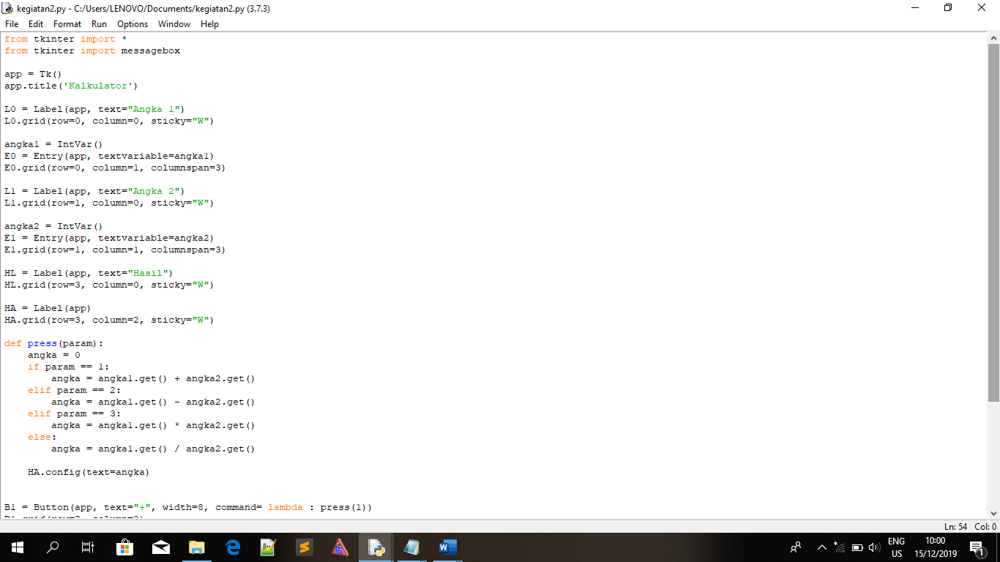 kegiatan2.py - C:/Users/LENOVO/Documents/kegiatan2.py (3.7.3)
File Edit Format Run Options Window Help
from tkinter import *
from tkinter import messagebox
app = Tk()
app.title('Kalkulator')
L0 = Label(app, text="Angka 1")
L0.grid(row=0, column=0, sticky="W")
angka1 = IntVar()
E0 = Entry(app, textvariable=angka1)
E0.grid(row=0, column=1, columnspan=3)
L1 = Label(app, text="Angka 2")
L1.grid(row=1, column=0, sticky="W")
angka2 = IntVar()
E1 = Entry(app, textvariable=angka2)
E1.grid(row=1, column=1, columnspan=3)
HL = Label(app, text="Hasil")
HL.grid(row=3, column=0, sticky="W")
HA = Label(app)
HA.grid(row=3, column=2, sticky="W")
def press(param):
    angka = 0
    if param == 1:
        angka = angka1.get() + angka2.get()
    elif param == 2:
        angka = angka1.get() - angka2.get()
    elif param == 3:
        angka = angka1.get() * angka2.get()
    else:
        angka = angka1.get() / angka2.get()
    HA.config(text=angka)
B1 = Button(app, text="+", width=8, command= lambda : press(1))
Ln: 54 Col: 0
ENG
US
10:00
15/12/2019
1